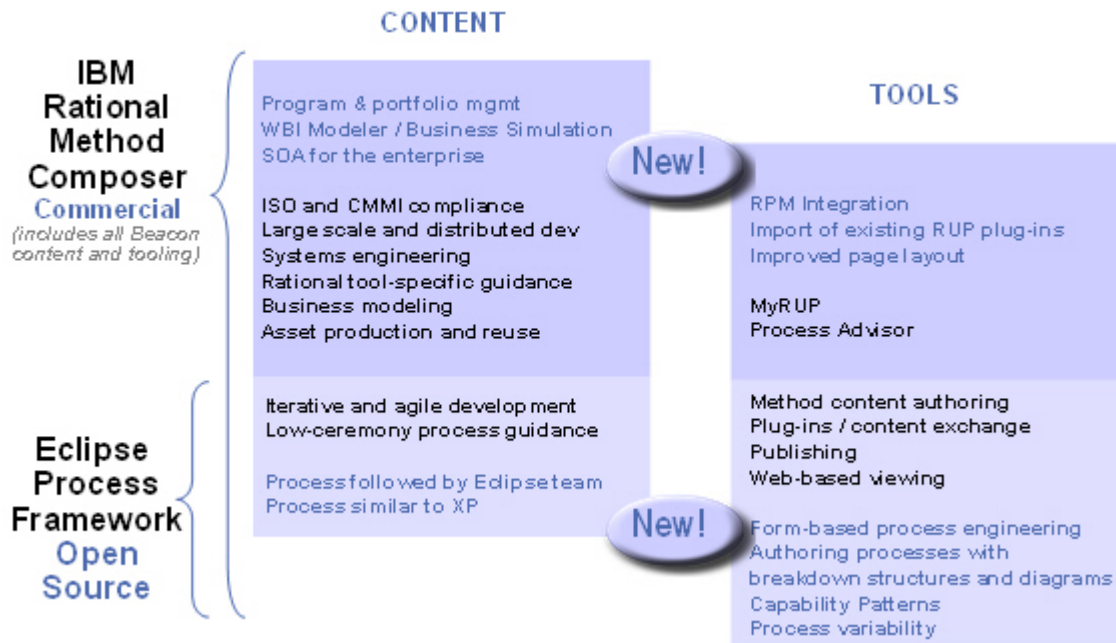 CONTENT
TOOLS
IBM
Rational
Method
Composer
Commercial
(includes all Beacon
content and tooling)
Program & portfolio mgmt
WBI Modeler / Business Simulation
SOA for the enterprise
New!
ISO and CMMI compliance
Large scale and distributed dev
Systems engineering
Rational tool-specific guidance
Business modeling
Asset production and reuse
RPM Integration
Import of existing RUP plug-ins
Improved page layout
MyRUP
Process Advisor
Eclipse
Process
Framework
Open
Source
Iterative and agile development
Low-ceremony process guidance
Process followed by Eclipse team
Process similar to XP
New!
Method content authoring
Plug-ins / content exchange
Publishing
Web-based viewing
Form-based process engineering
Authoring processes with
breakdown structures and diagrams
Capability Patterns
Process variability